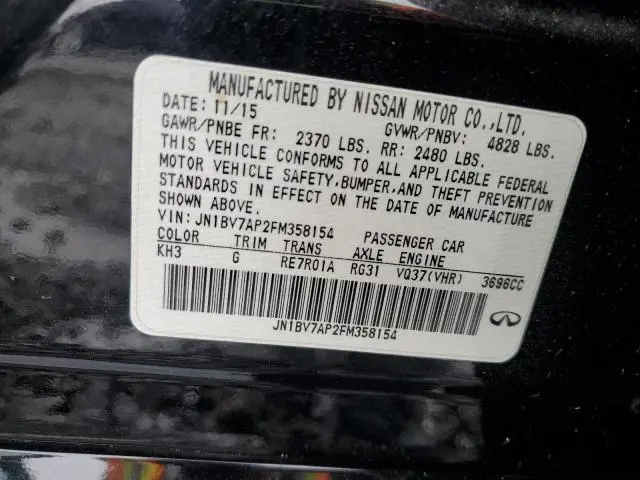 MANUFACTURED BY NISSAN MOTOR CO.,LTD.
DATE: 11/15 GVWR/PNBV: 4828 LBS.
GAWR/PNBE FR: 2370 LBS. RR: 2480 LBS.
THIS VEHICLE CONFORMS TO ALL APPLICABLE FEDERAL
MOTOR VEHICLE SAFETY,BUMPER,AND THEFT PREVENTION
STANDARDS IN EFFECT ON THE DATE OF MANUFACTURE
SHOWN ABOVE.
VIN: JN1BV7AP2FM358154 PASSENGER CAR
COLOR TRIM TRANS AXLE ENGINE
KH3 G RE7R01A RG31 VQ37(VHR) 3696CC
JN1BV7AP2FM358154